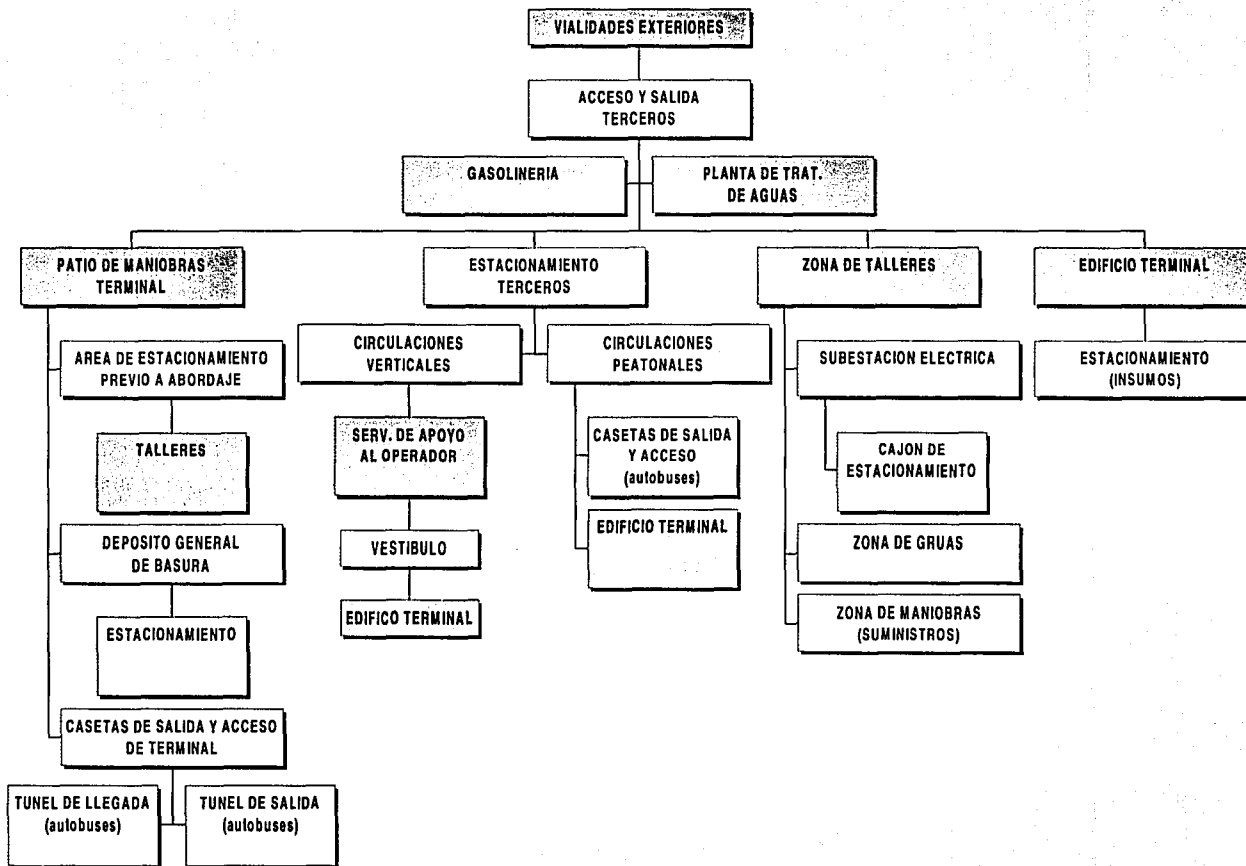 VIALIDADES EXTERIORES
ACCESO Y SALIDA
TERCEROS
GASOLINERIA
PLANTA DE TRAT.
DE AGUAS
PATIO DE MANIOBRAS
TERMINAL
ESTACIONAMIENTO
TERCEROS
ZONA DE TALLERES
EDIFICIO TERMINAL
AREA DE ESTACIONAMIENTO
PREVIO A ABORDAJE
TALLERES
DEPOSITO GENERAL
DE BASURA
ESTACIONAMIENTO
CASETAS DE SALIDA Y ACCESO
DE TERMINAL
TUNEL DE LLEGADA
(autobuses)
TUNEL DE SALIDA
(autobuses)
CIRCULACIONES
VERTICALES
SERV. DE APOYO
AL OPERADOR
VESTIBULO
EDIFICO TERMINAL
CIRCULACIONES
PEATONALES
CASETAS DE SALIDA
Y ACCESO
(autobuses)
EDIFICIO TERMINAL
SUBESTACION ELECTRICA
CAJON DE
ESTACIONAMIENTO
ZONA DE GRUAS
ZONA DE MANIOBRAS
(SUMINISTROS)
ESTACIONAMIENTO
(INSUMOS)